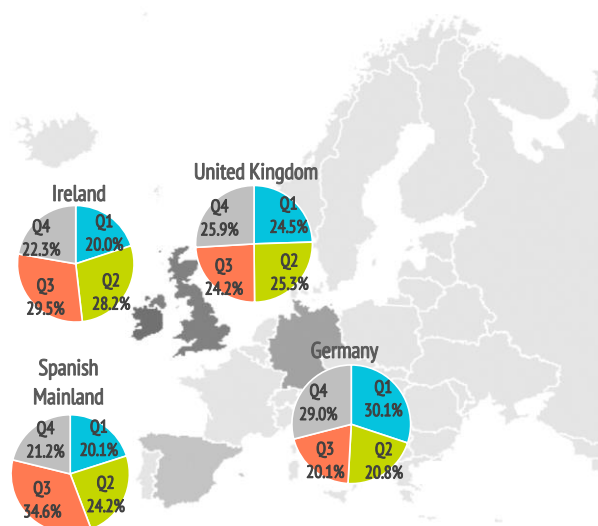 United Kingdom
Q4
25.9%
Q1
24.5%
Q3
24.2%
Q2
25.3%
Ireland
Q4
22.3%
Q1
20.0%
Q3
29.5%
Q2
28.2%
Germany
Q4
29.0%
Q1
30.1%
Q3
20.1%
Q2
20.8%
Spanish
Mainland
Q4
21.2%
Q1
20.1%
Q3
34.6%
Q2
24.2%